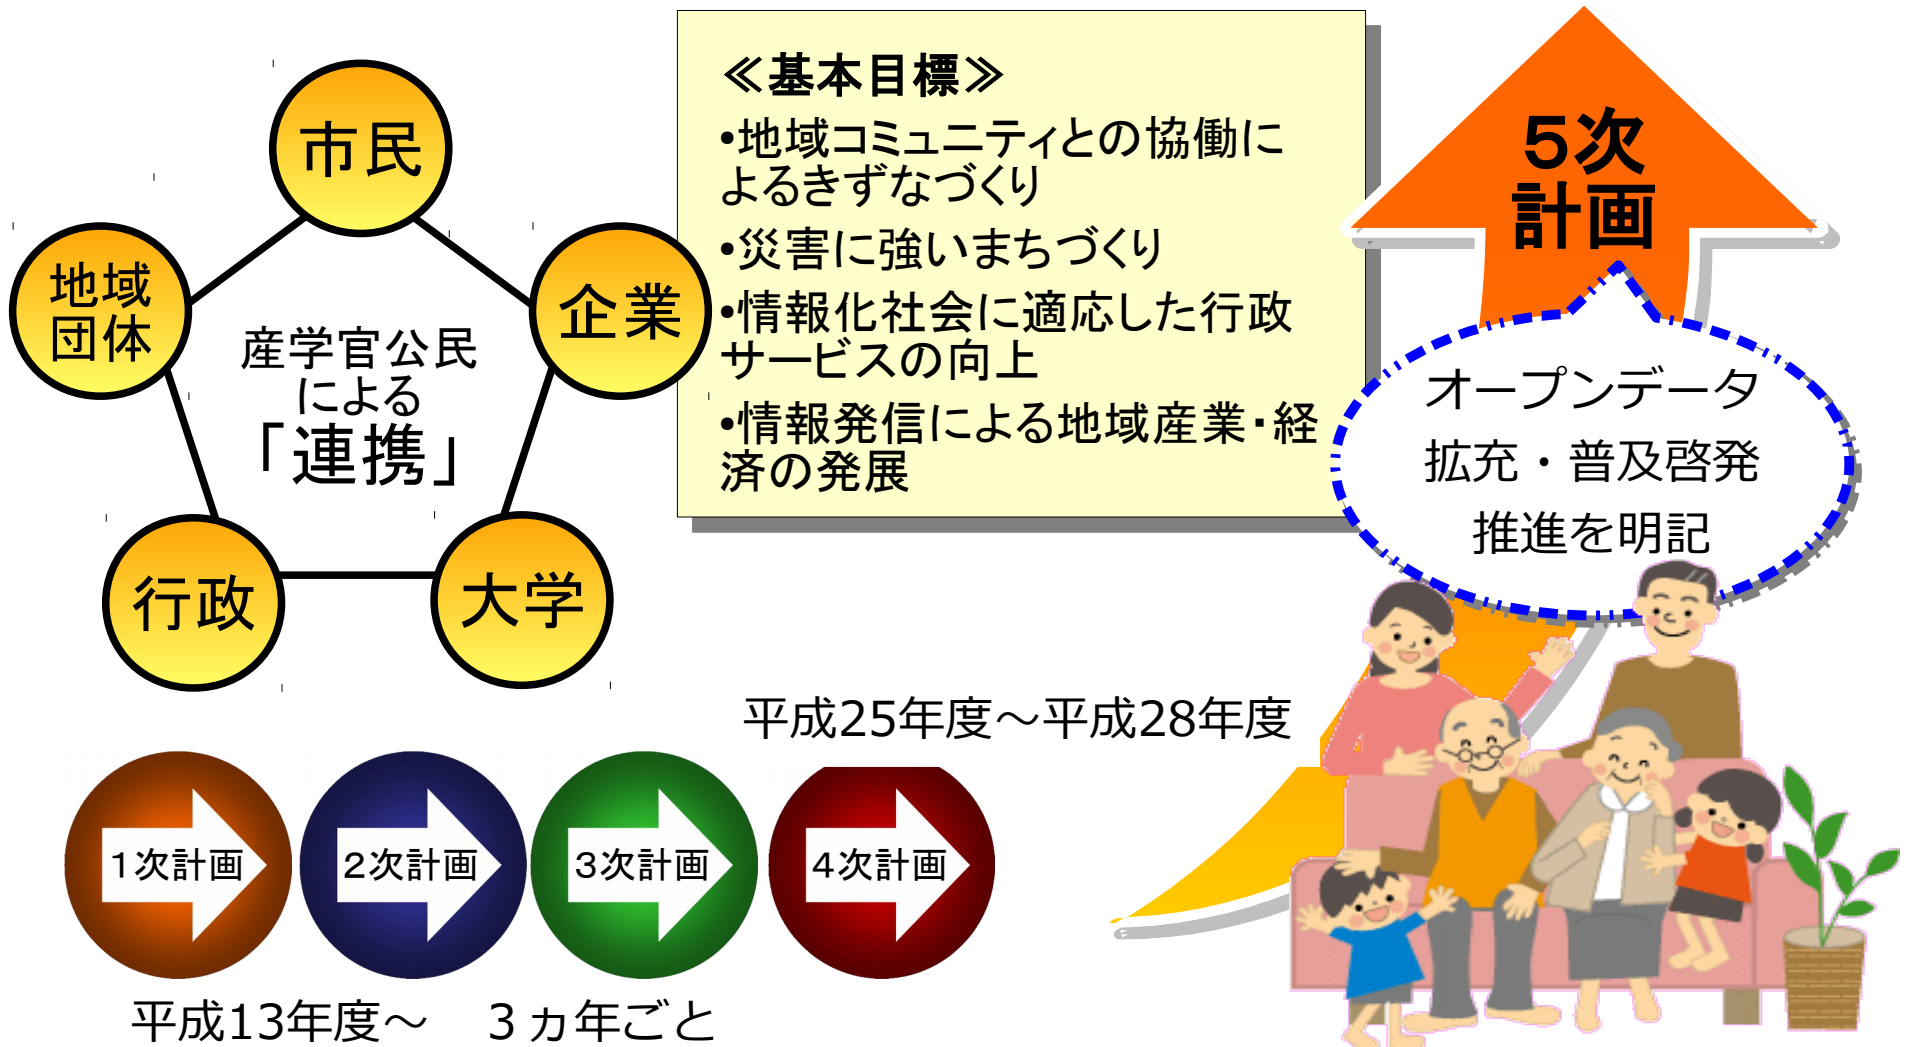 市民
地域
団体
企業
産学官公民
による
「連携」
行政
大学
≪基本目標≫
•地域コミュニティとの協働に
よるきずなづくり
•災害に強いまちづくり
•情報化社会に適応した行政
サービスの向上
•情報発信による地域産業・経
済の発展
５次
計画
オープンデータ
拡充・普及啓発
推進を明記
平成25年度～平成28年度
１次計画
２次計画
３次計画
４次計画
平成13年度～　３ヵ年ごと